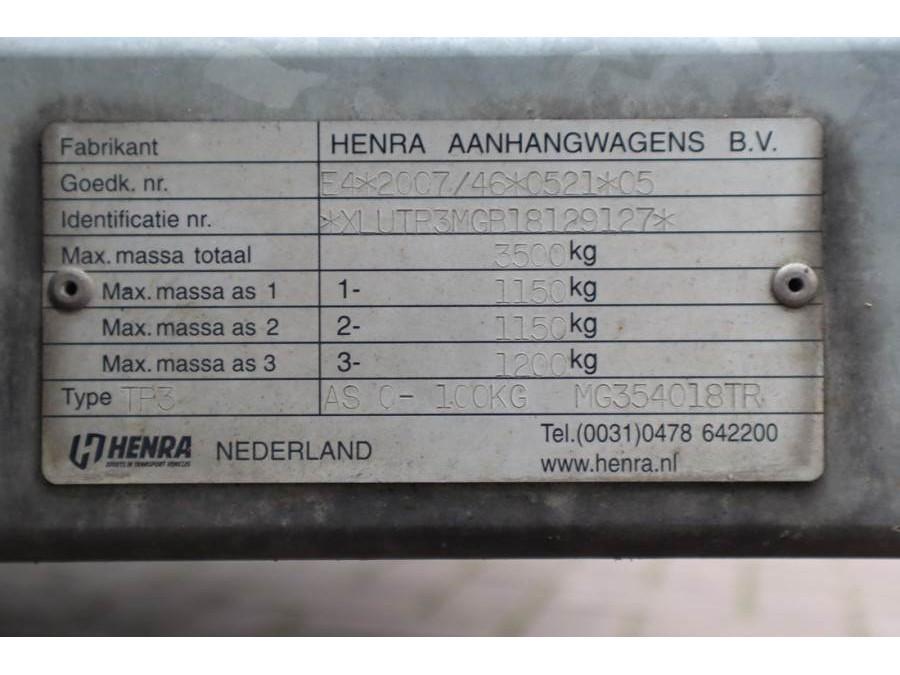 Fabrikant HENRA AANHANGWAGENS B.V.
Goedk. nr. E4*2007/46*0521*05
Identificatie nr. *XLUTR3MGR18129127*
Max. massa totaal 3500 kg
Max. massa as 1 1- 1150 kg
Max. massa as 2 2- 1150 kg
Max. massa as 3 3- 1200 kg
Type TP3 AS 0- 100KG MG354018TR
HENRA NEDERLAND Tel.(0031)0478 642200
www.henra.nl